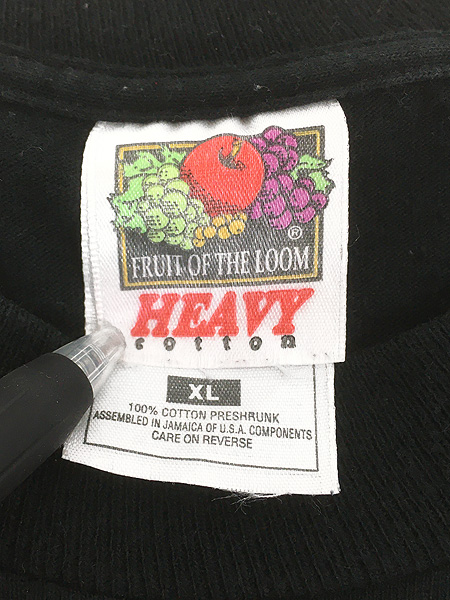 ®
FRUIT OF THE LOOM
HEAVY
cotton
XL
100% COTTON PRESHRUNK
ASSEMBLED IN JAMAICA OF U.S.A. COMPONENTS
CARE ON REVERSE